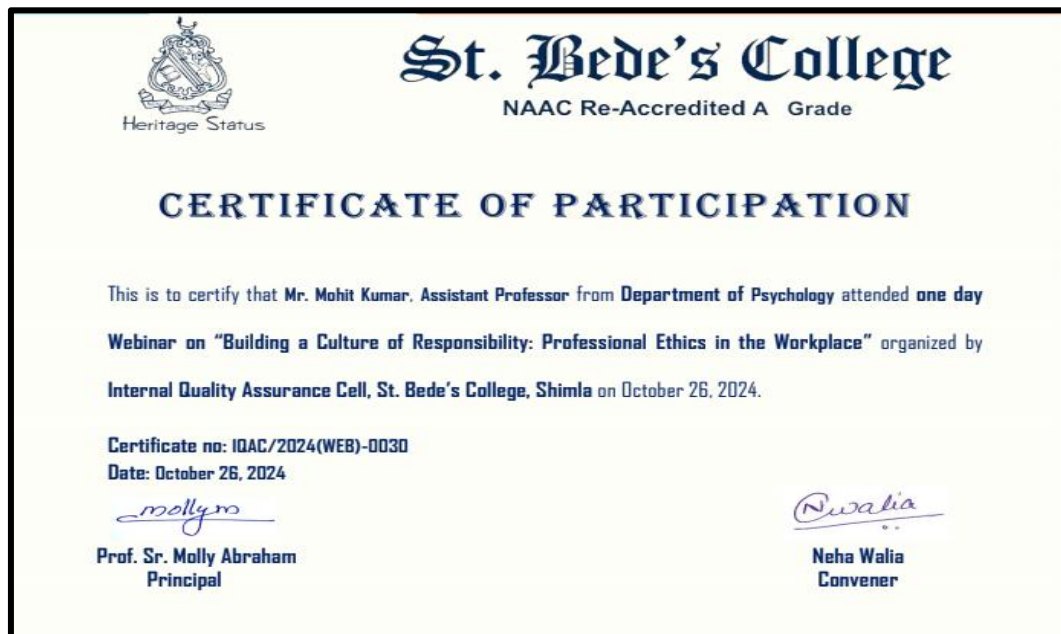 St. Bede's College
NAAC Re-Accredited A Grade
Heritage Status
CERTIFICATE OF PARTICIPATION
This is to certify that Mr. Mohit Kumar, Assistant Professor from Department of Psychology attended one day
Webinar on “Building a Culture of Responsibility: Professional Ethics in the Workplace” organized by
Internal Quality Assurance Cell, St. Bede's College, Shimla on October 26, 2024.
Certificate no: IQAC/2024(WEB)-0030
Date: October 26, 2024
mollym
Nwalia
Prof. Sr. Molly Abraham
Neha Walia
Principal
Convener